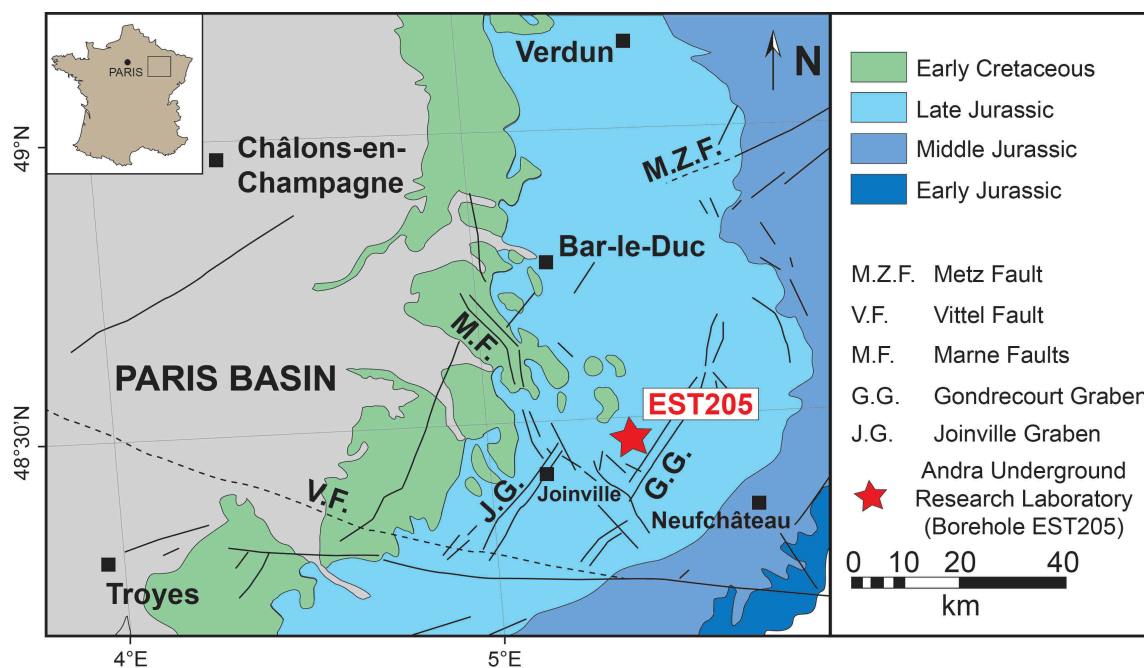 PARIS
Verdun
N
49°N
Châlons-en-
Champagne
M.Z.F.
Bar-le-Duc
M.F.
PARIS BASIN
EST205
48°30'N
V.F.
J.G.
Joinville
G.G.
Neufchâteau
Troyes
4°E
5°E
Early Cretaceous
Late Jurassic
Middle Jurassic
Early Jurassic
M.Z.F. Metz Fault
V.F. Vittel Fault
M.F. Marne Faults
G.G. Gondrecourt Graben
J.G. Joinville Graben
Andra Underground
Research Laboratory
(Borehole EST205)
0 10 20 40
km